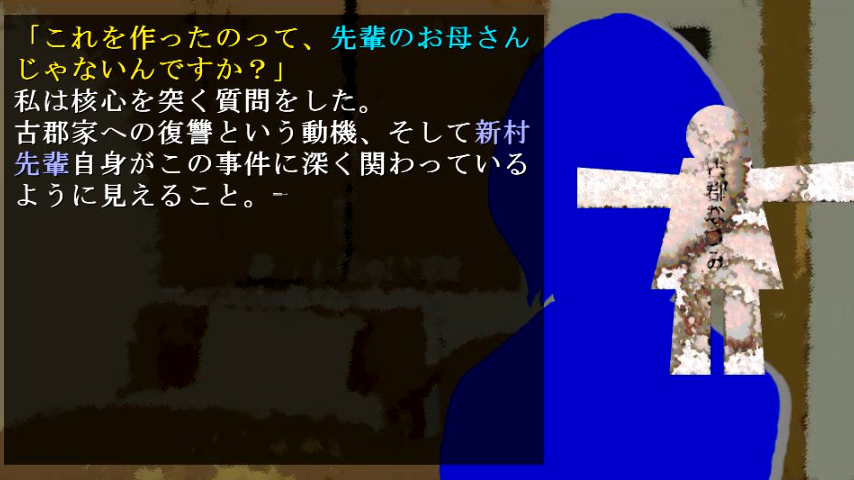 「これを作ったのって、先輩のお母さん
じゃないんですか？」
私は核心を突く質問をした。
古郡家への復讐という動機、そして新村
先輩自身がこの事件に深く関わっている
ように見えること。